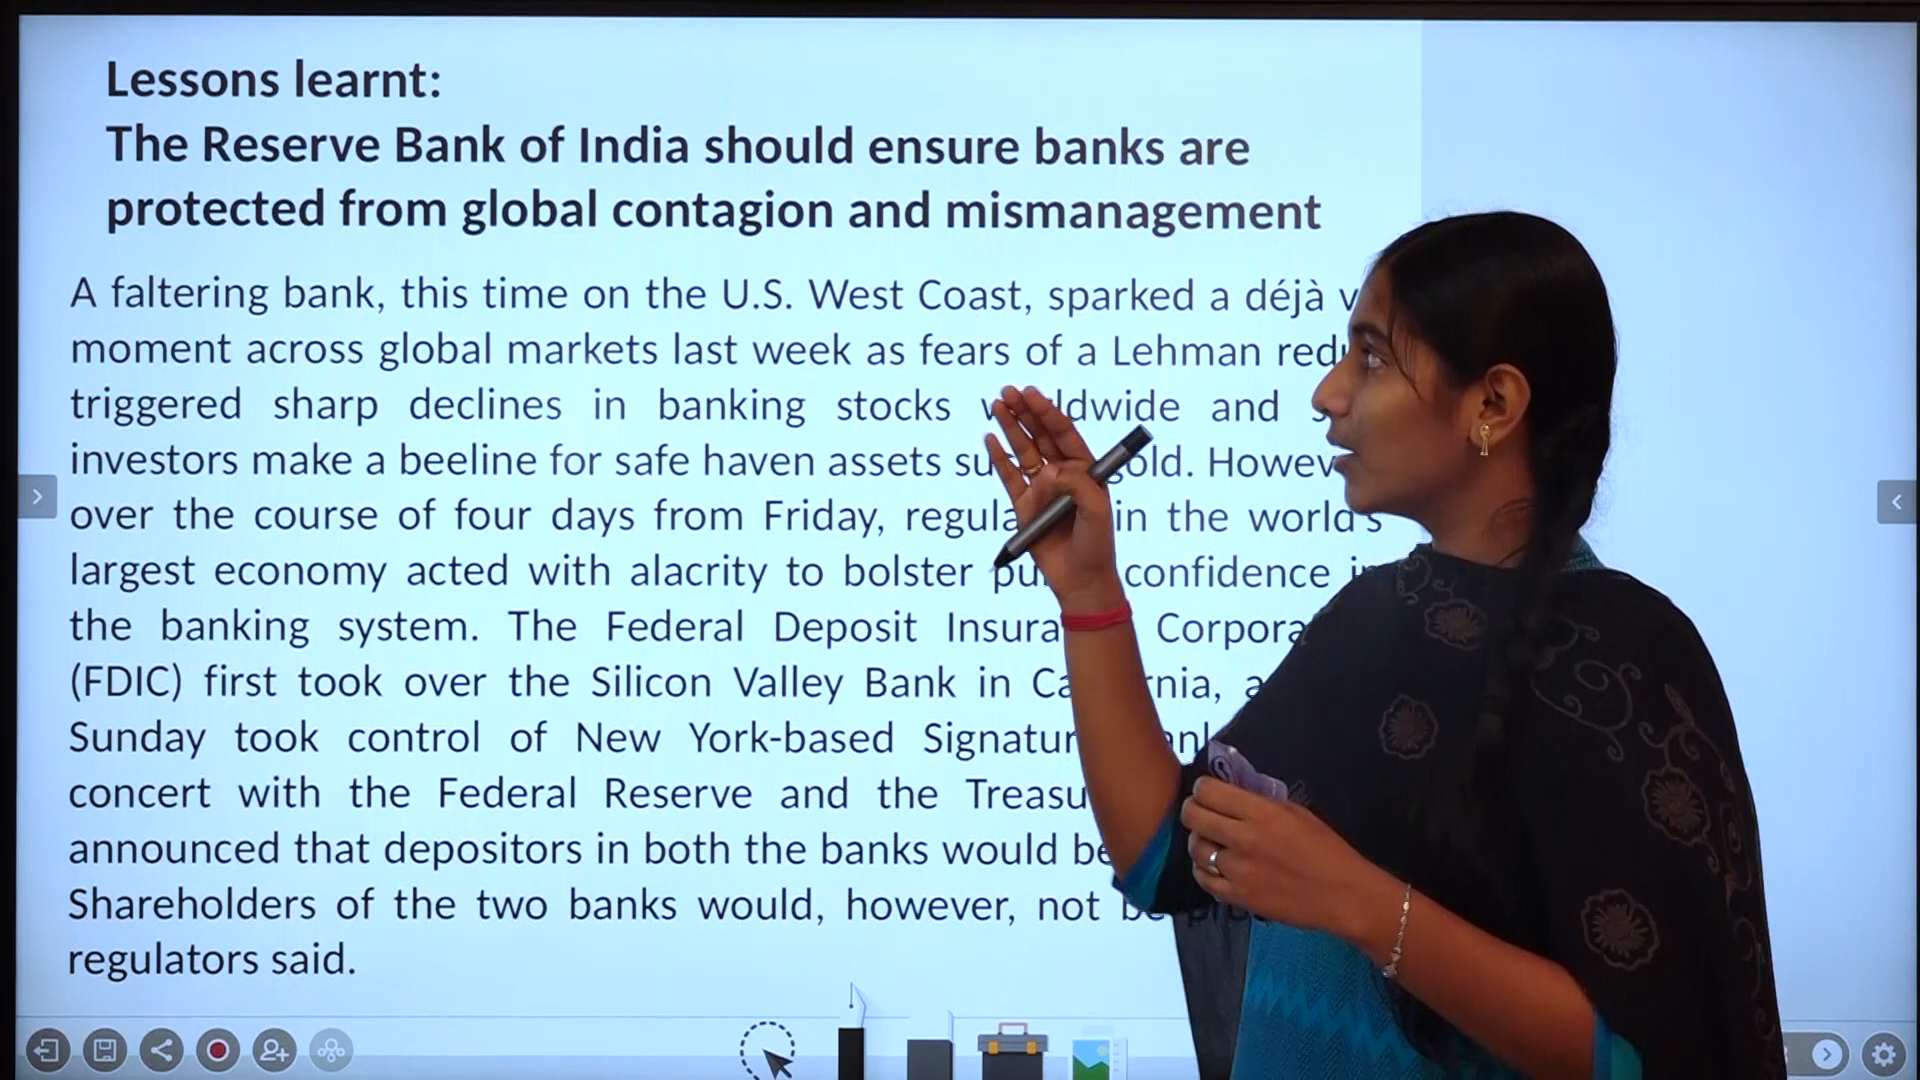 Lessons learnt:
The Reserve Bank of India should ensure banks are
protected from global contagion and mismanagement
A faltering bank, this time on the U.S. West Coast, sparked a déjà
moment across global markets last week as fears of a Lehman
triggered sharp declines in banking stocks and
investors make a beeline for safe haven assets
over the course of four days from Friday, in the world's
largest economy acted with alacrity to bolster confidence
the banking system. The Federal Deposit
(FDIC) first took over the Silicon Valley Bank in
Sunday took control of New York-based
concert with the Federal Reserve and the
announced that depositors in both the banks would
Shareholders of the two banks would, however, not
regulators said.